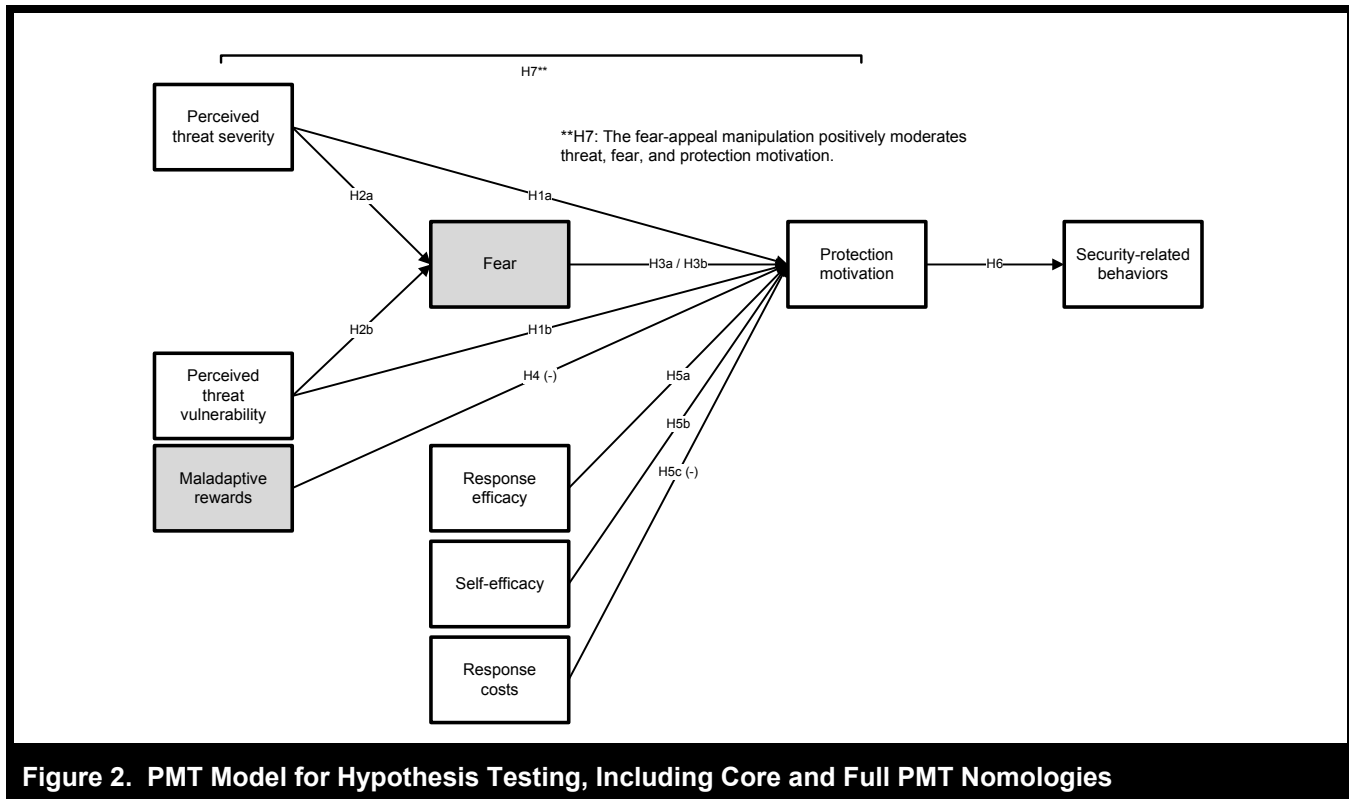 H7**
Perceived
threat severity
**H7: The fear-appeal manipulation positively moderates
threat, fear, and protection motivation.
H2a
H1a
Fear
H3a / H3b
Protection
motivation
H6
Security-related
behaviors
H2b
H1b
Perceived
threat
vulnerability
H4 (-)
H5a
Maladaptive
rewards
H5b
Response
efficacy
H5c (-)
Self-efficacy
Response
costs
Figure 2. PMT Model for Hypothesis Testing, Including Core and Full PMT Nomologies